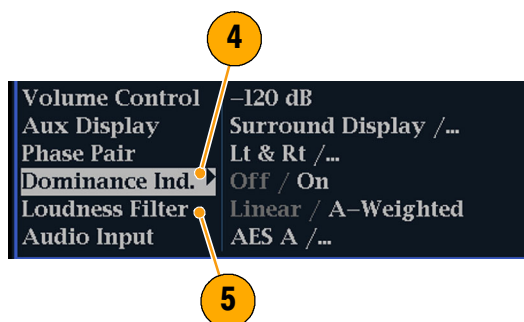 4
Volume Control –120 dB
Aux Display Surround Display /...
Phase Pair Lt & Rt /...
Dominance Ind. Off / On
Loudness Filter Linear / A–Weighted
Audio Input AES A /...
5